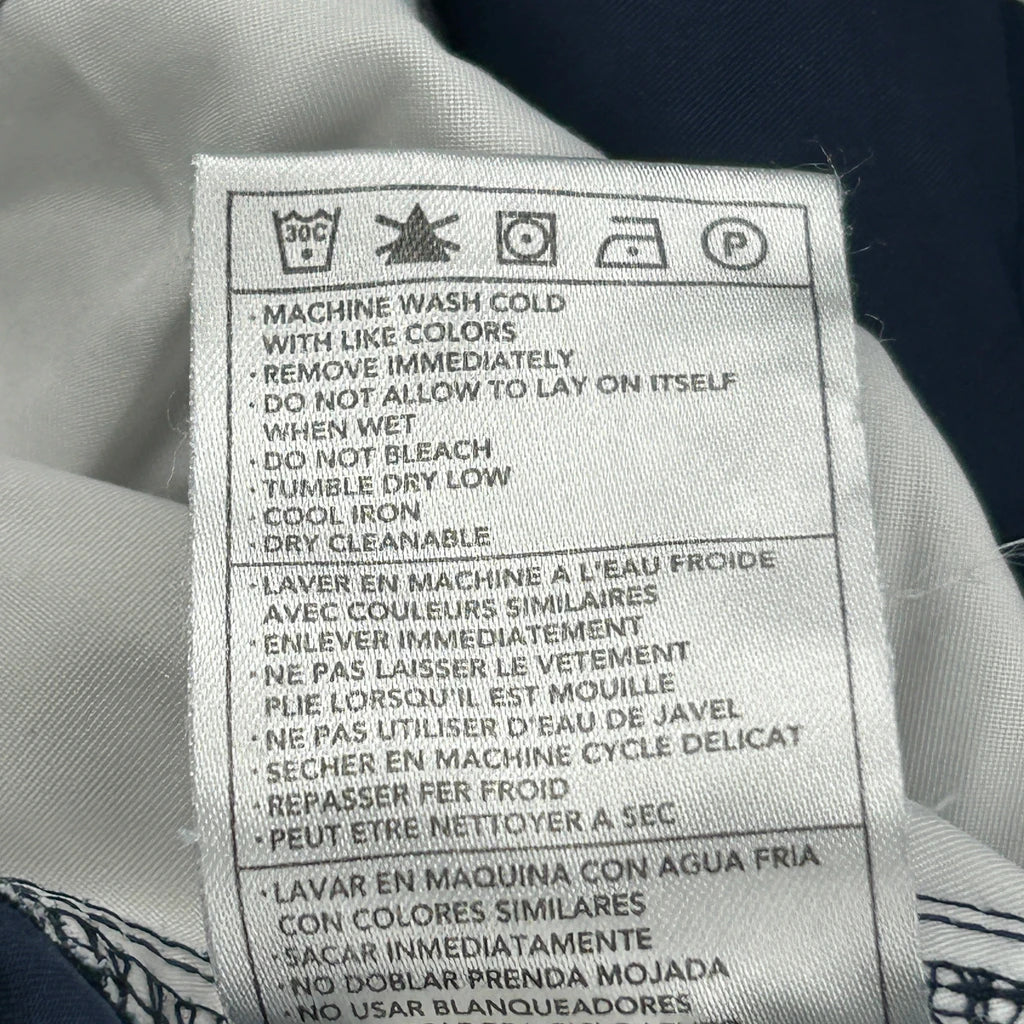 30C
P
· MACHINE WASH COLD
WITH LIKE COLORS
· REMOVE IMMEDIATELY
· DO NOT ALLOW TO LAY ON ITSELF
WHEN WET
· DO NOT BLEACH
· TUMBLE DRY LOW
· COOL IRON
· DRY CLEANABLE
· LAVER EN MACHINE A L'EAU FROIDE
AVEC COULEURS SIMILAIRES
· ENLEVER IMMEDIATEMENT
· NE PAS LAISSER LE VETEMENT
PLIE LORSQU'IL EST MOUILLE
· NE PAS UTILISER D'EAU DE JAVEL
· SECHER EN MACHINE CYCLE DELICAT
· REPASSER FER FROID
· PEUT ETRE NETTOYER A SEC
· LAVAR EN MAQUINA CON AGUA FRIA
CON COLORES SIMILARES
· SACAR INMEDIATAMENTE
· NO DOBLAR PRENDA MOJADA
· NO USAR BLANQUEADORES